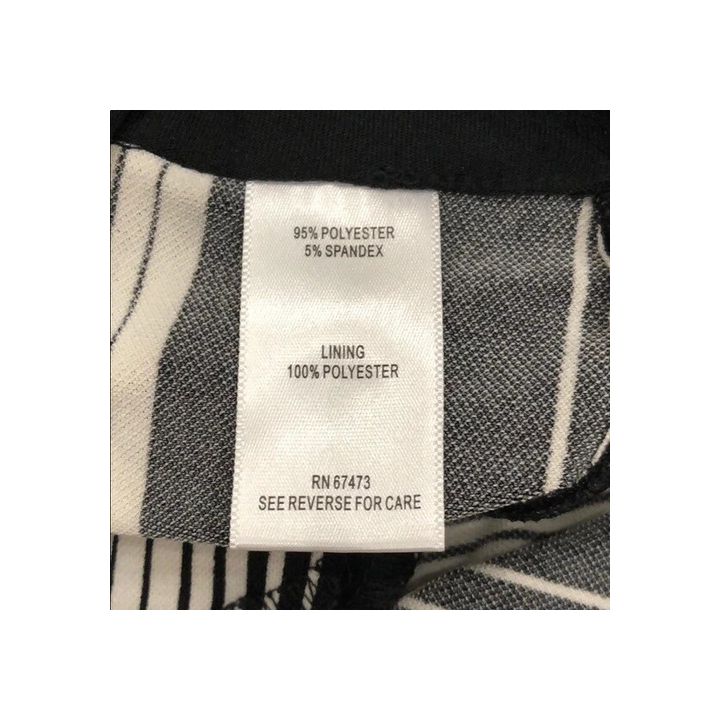 95% POLYESTER
5% SPANDEX
LINING
100% POLYESTER
RN 67473
SEE REVERSE FOR CARE